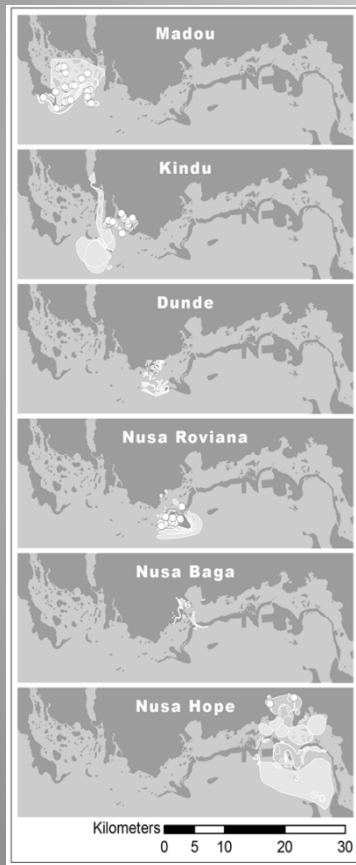 Madou
Kindu
Dunde
Nusa Roviana
Nusa Baga
Nusa Hope
Kilometers
0 5 10 20 30